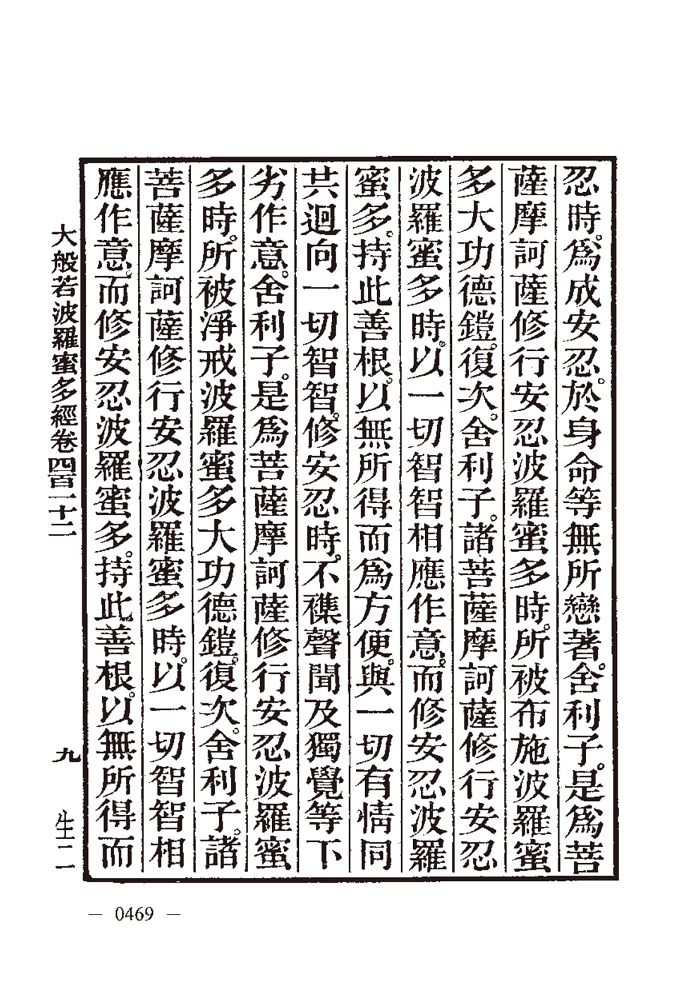 忍時。爲成安忍。於身命等無所戀著。舍利子。是爲菩
薩摩訶薩修行安忍波羅蜜多時。所被布施波羅蜜
多大功德鎧。復次。舍利子。諸菩薩摩訶薩修行安忍
波羅蜜多時。以一切智智相應作意。而修安忍波羅
蜜多。持此善根。以無所得而爲方便。與一切有情同
共迴向一切智智。修安忍時。不襍聲聞及獨覺等下
劣作意。舍利子。是爲菩薩摩訶薩修行安忍波羅蜜
多時。所被淨戒波羅蜜多大功德鎧。復次。舍利子。諸
菩薩摩訶薩修行安忍波羅蜜多時。以一切智智相
應作意。而修安忍波羅蜜多。持此善根。以無所得而
大般若波羅蜜多經卷四百一十二 九 生二
— 0469 —